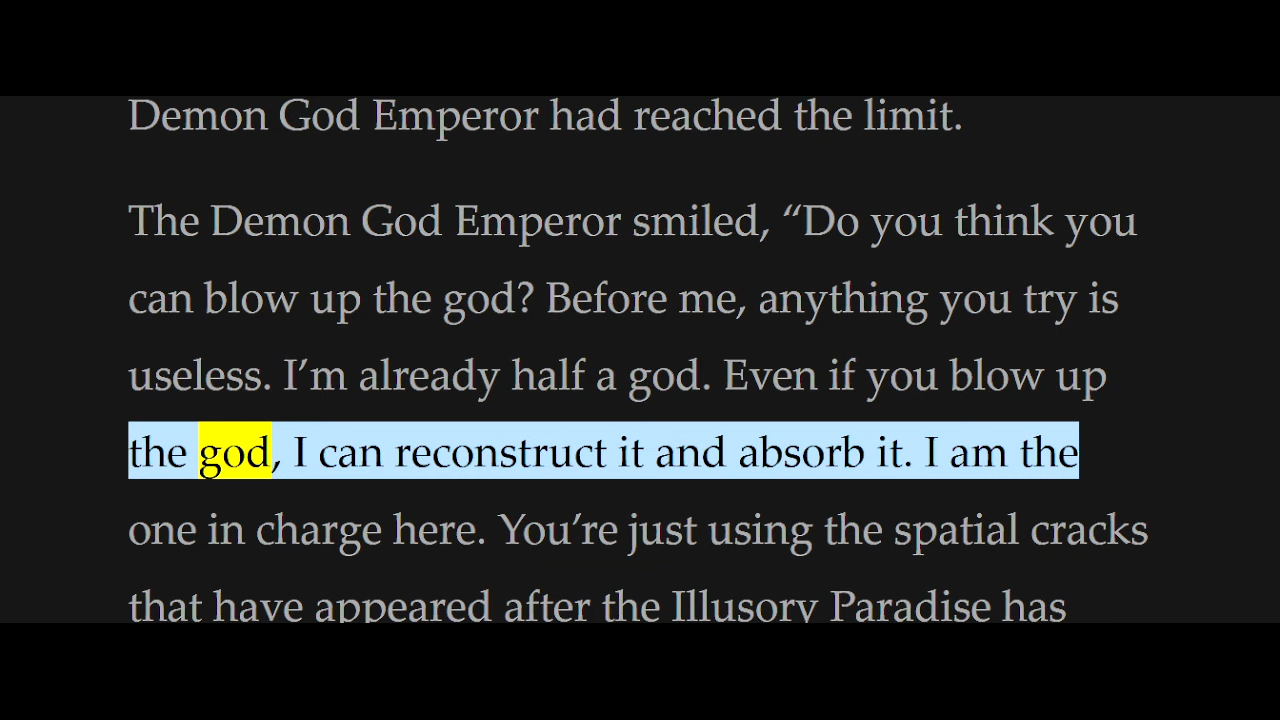 Demon God Emperor had reached the limit.
The Demon God Emperor smiled, “Do you think you
can blow up the god? Before me, anything you try is
useless. I’m already half a god. Even if you blow up
the god, I can reconstruct it and absorb it. I am the
one in charge here. You’re just using the spatial cracks
that have appeared after the Illusory Paradise has